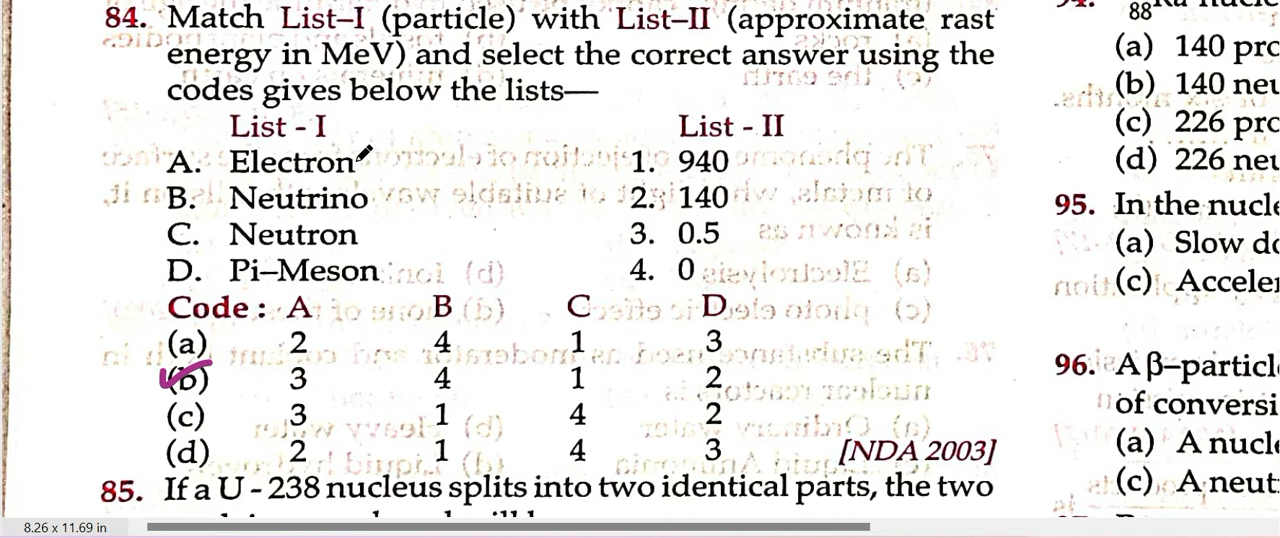 84. Match List–I (particle) with List–II (approximate rast
energy in MeV) and select the correct answer using the
codes gives below the lists—
List - I List - II
A. Electron 1. 940
B. Neutrino 2. 140
C. Neutron 3. 0.5
D. Pi–Meson 4. 0
Code : A B C D
(a) 2 4 1 3
(b) 3 4 1 2
(c) 3 1 4 2
(d) 2 1 4 3 [NDA 2003]
85. If a U - 238 nucleus splits into two identical parts, the two
88
(a) 140 pro
(b) 140 neu
(c) 226 pro
(d) 226 neu
95. In the nucle
(a) Slow do
(c) Acceler
96. A β–particl
of conversi
(a) A nucle
(c) A neut
8.26 x 11.69 in